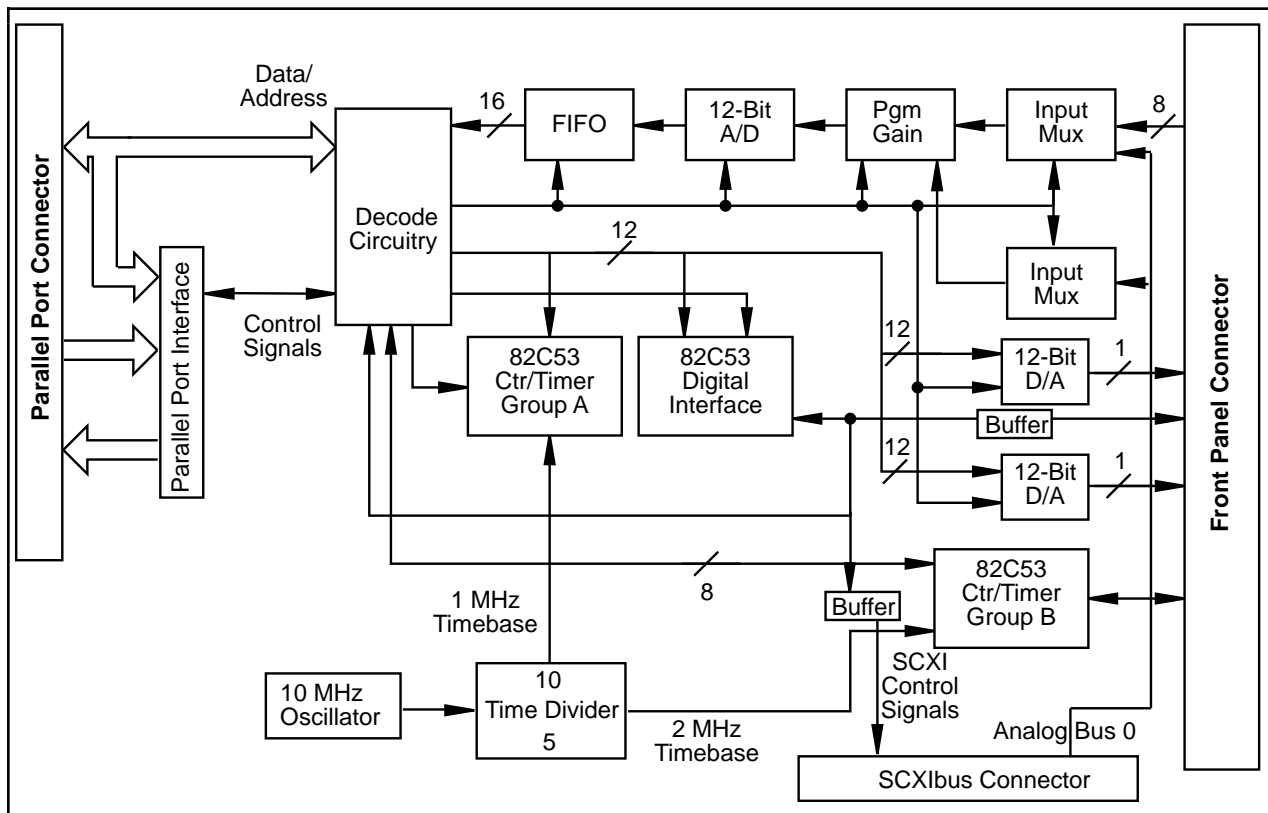 Parallel Port Connector
Data/
Address
Parallel Port Interface
Control
Signals
Decode
Circuitry
16
FIFO
12-Bit
A/D
Pgm
Gain
Input
Mux
8
12
Input
Mux
82C53
Ctr/Timer
Group A
82C53
Digital
Interface
12
12-Bit
D/A
1
Buffer
12
12-Bit
D/A
1
Front Panel Connector
8
82C53
Ctr/Timer
Group B
Buffer
1 MHz
Timebase
SCXI
Control
Signals
10 MHz
Oscillator
10
Time Divider
5
2 MHz
Timebase
Analog Bus 0
SCXIbus Connector